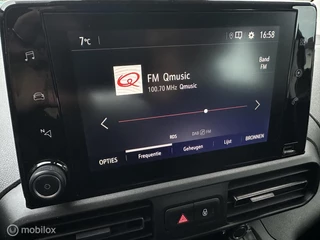 7°C
16:58
FM Qmusic
100.70 MHz Qmusic
Band
FM
RDS
OPTIES
Frequentie
Geheugen
Lijst
BRONNEN
N
© mobilox